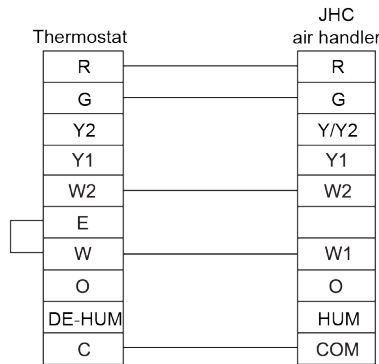 JHC
Thermostat air handler
R R
G G
Y2 Y/Y2
Y1 Y1
W2 W2
E
W W1
O O
DE-HUM HUM
C COM